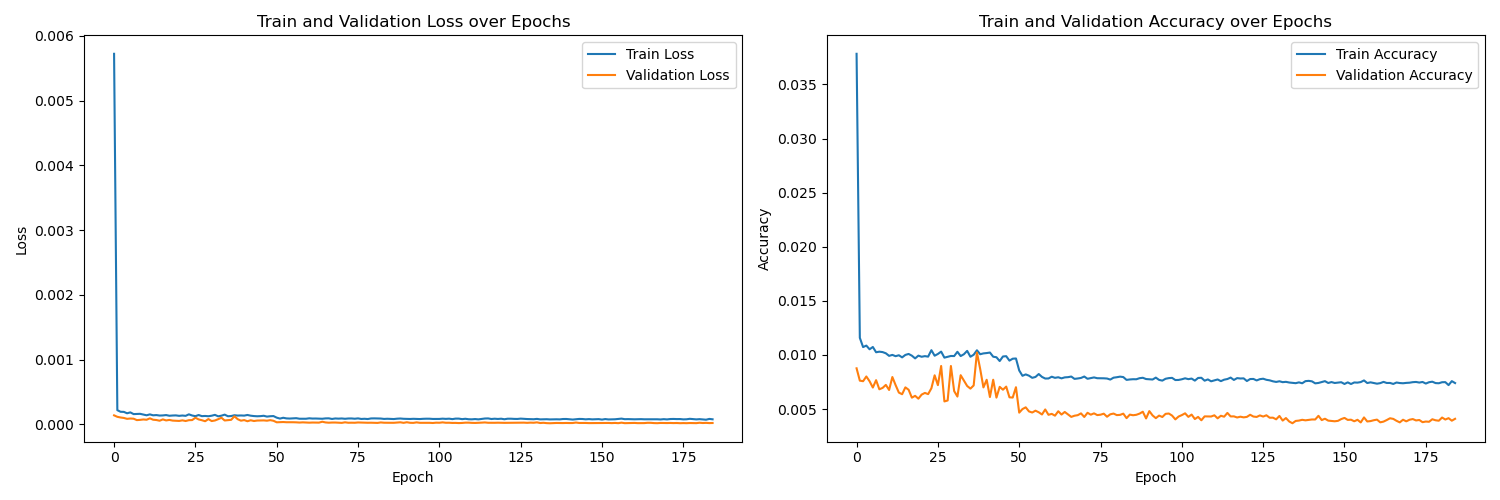 Train and Validation Loss over Epochs
0.006
0.005
0.004
0.003
0.002
0.001
0.000
Loss
Train Loss
Validation Loss
0 25 50 75 100 125 150 175
Epoch
Train and Validation Accuracy over Epochs
0.035
0.030
0.025
0.020
0.015
0.010
0.005
Accuracy
Train Accuracy
Validation Accuracy
0 25 50 75 100 125 150 175
Epoch